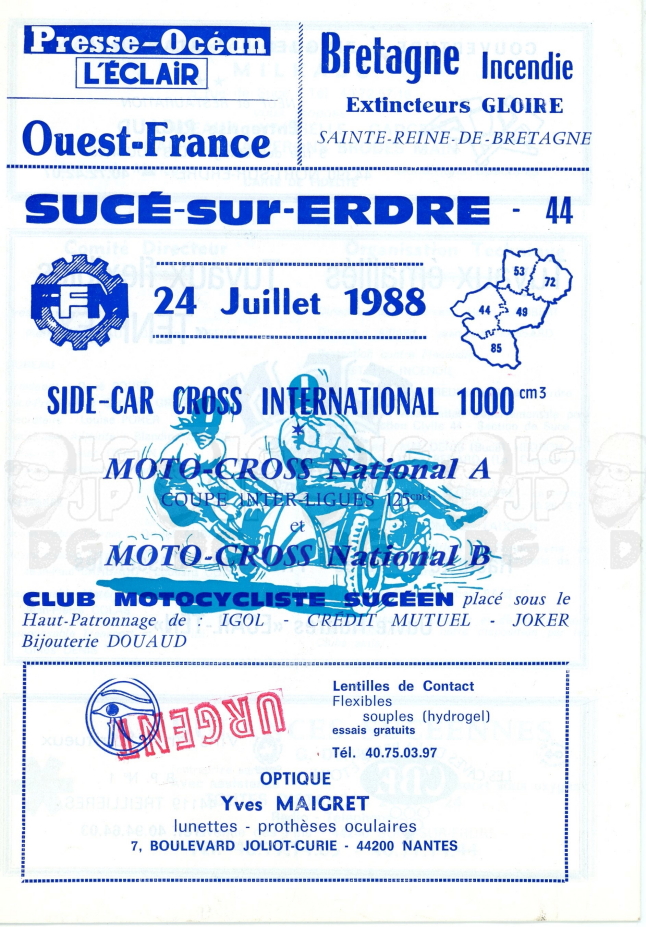 Presse-Océan
L'ÉCLAIR
Ouest-France
Bretagne Incendie
Extincteurs GLOIRE
SAINTE-REINE-DE-BRETAGNE
SUCÉ-sur-ERDRE - 44
FFM
24 Juillet 1988
53
72
44
49
85
SIDE-CAR CROSS INTERNATIONAL 1000 cm3
MOTO-CROSS National A
COUPE INTER-LIGUES 125 cm3
et
MOTO-CROSS National B
CLUB MOTOCYCLISTE SUCÉEN placé sous le
Haut-Patronnage de : IGOL - CRÉDIT MUTUEL - JOKER
Bijouterie DOUAUD
URGENT
Lentilles de Contact
Flexibles
souples (hydrogel)
essais gratuits
Tél. 40.75.03.97
OPTIQUE
Yves MAIGRET
lunettes - prothèses oculaires
7, BOULEVARD JOLIOT-CURIE - 44200 NANTES